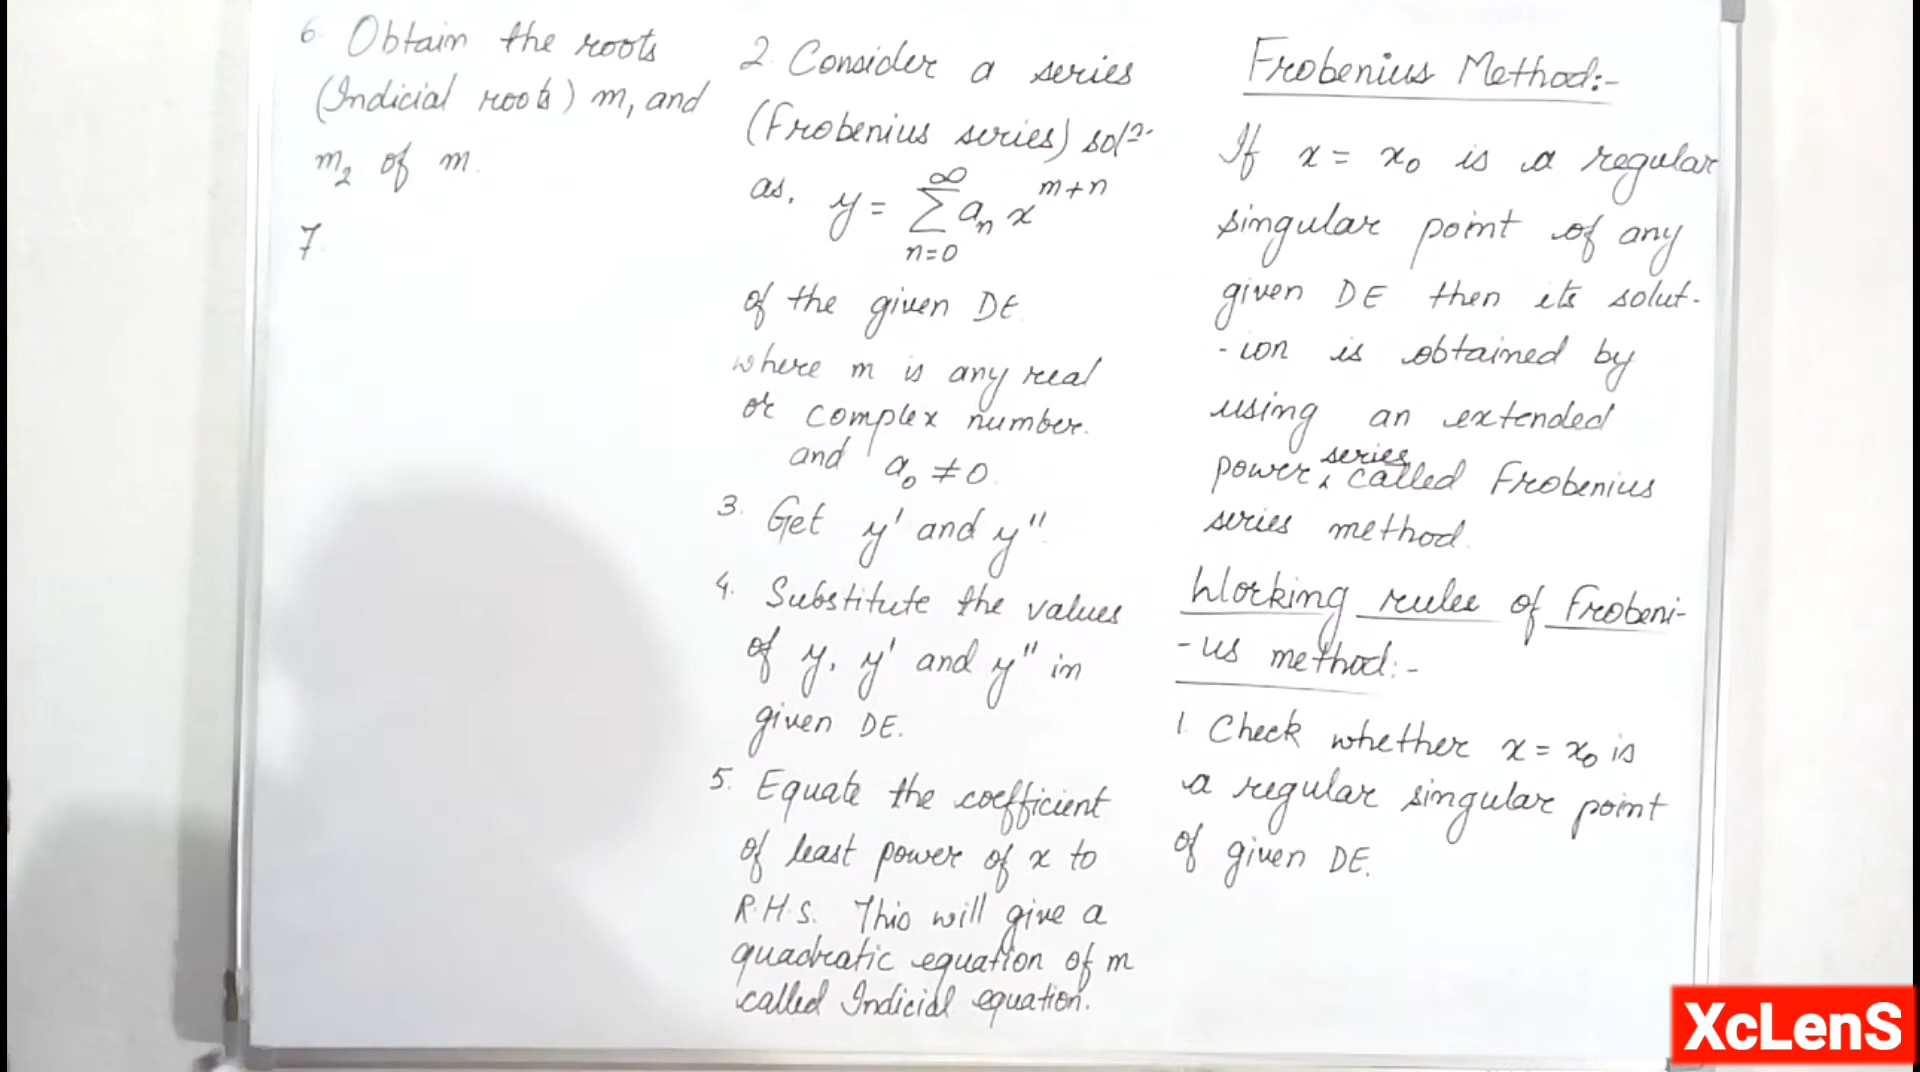 Frobenius Method:-
If x = x₀ is a regular
singular point of any
given DE then its solut-
-ion is obtained by
using an extended
power series called Frobenius
series method.
Working rules of Frobeni-
-us method:-
1. Check whether x = x₀ is
a regular singular point
of given DE.
2. Consider a series
(Frobenius series) solⁿ.
as, y = ∑_{n=0}^{∞} aₙ x^{m+n}
of the given DE
where m is any real
or complex number.
and a₀ ≠ 0.
3. Get y' and y"
4. Substitute the values
of y, y' and y" in
given DE.
5. Equate the coefficient
of least power of x to
R.H.S. This will give a
quadratic equation of m
called Indicial equation.
6. Obtain the roots
(Indicial roots) m₁ and
m₂ of m.
7.
XcLenS